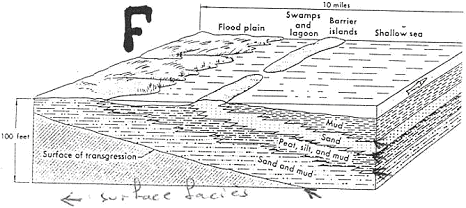 10 miles
F
Flood plain
Swamps
and
lagoon
Barrier
islands
Shallow sea
100 feet
Mud
Sand
Peat, silt, and mud
Surface of transgression
Sand and mud
surface facies